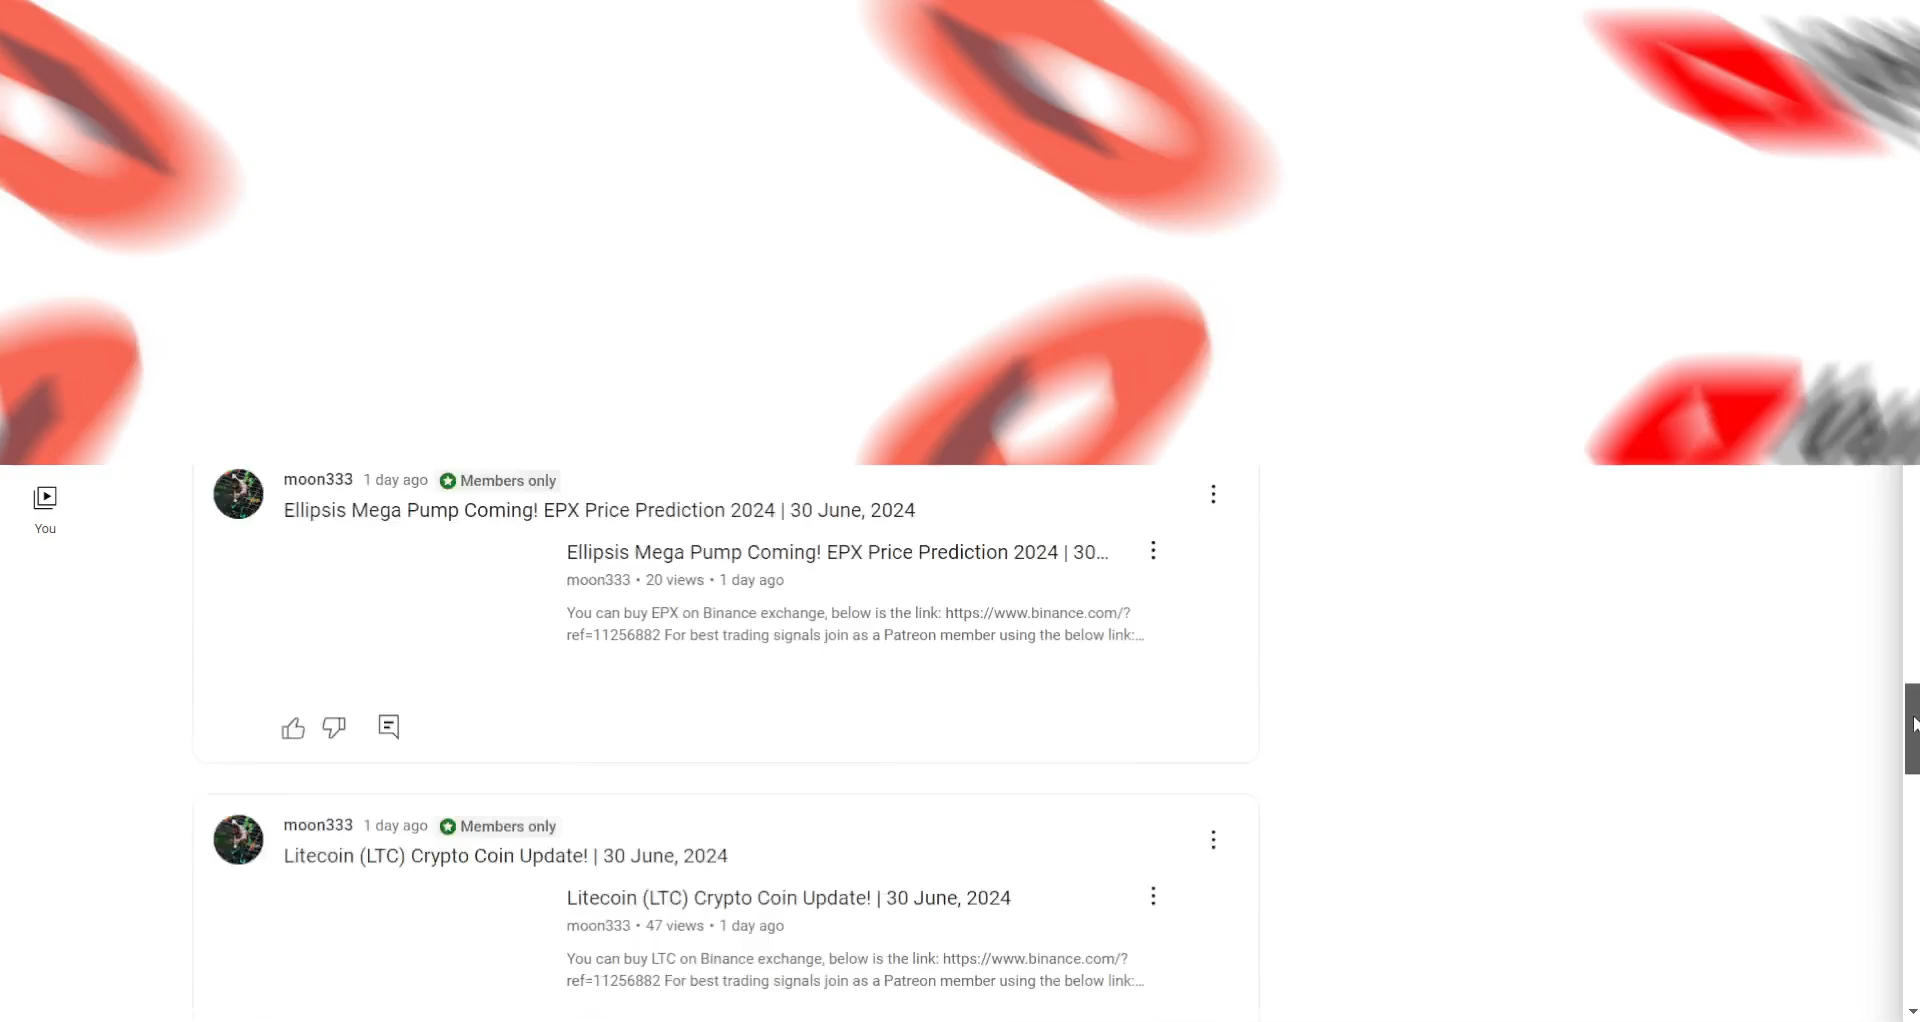 moon333 1 day ago Members only
Ellipsis Mega Pump Coming! EPX Price Prediction 2024 | 30 June, 2024
You
Ellipsis Mega Pump Coming! EPX Price Prediction 2024 | 30...
moon333 • 20 views • 1 day ago
You can buy EPX on Binance exchange, below is the link: https://www.binance.com/?
ref=11256882 For best trading signals join as a Patreon member using the below link:...
moon333 1 day ago Members only
Litecoin (LTC) Crypto Coin Update! | 30 June, 2024
Litecoin (LTC) Crypto Coin Update! | 30 June, 2024
moon333 • 47 views • 1 day ago
You can buy LTC on Binance exchange, below is the link: https://www.binance.com/?
ref=11256882 For best trading signals join as a Patreon member using the below link:...